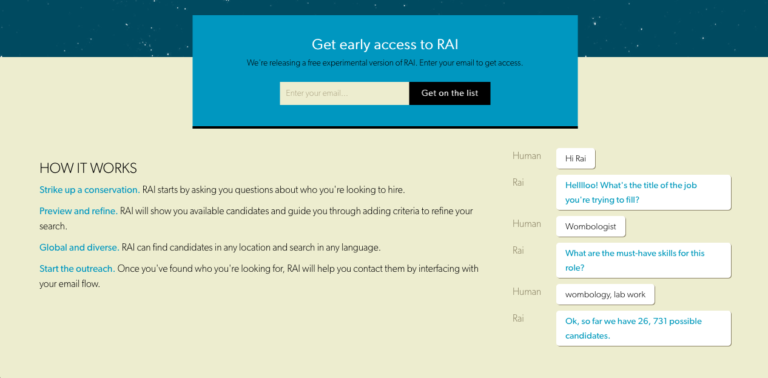 Get early access to RAI
We're releasing a free experimental version of RAI. Enter your email to get access.
Enter your email...
Get on the list
HOW IT WORKS
Strike up a conservation. RAI starts by asking you questions about who you're looking to hire.
Preview and refine. RAI will show you available candidates and guide you through adding criteria to refine your
search.
Global and diverse. RAI can find candidates in any location and search in any language.
Start the outreach. Once you've found who you're looking for, RAI will help you contact them by interfacing with
your email flow.
Human
Hi Rai
Rai
Helllloo! What's the title of the job
you're trying to fill?
Human
Wombologist
Rai
What are the must-have skills for this
role?
Human
wombology, lab work
Rai
Ok, so far we have 26, 731 possible
candidates.